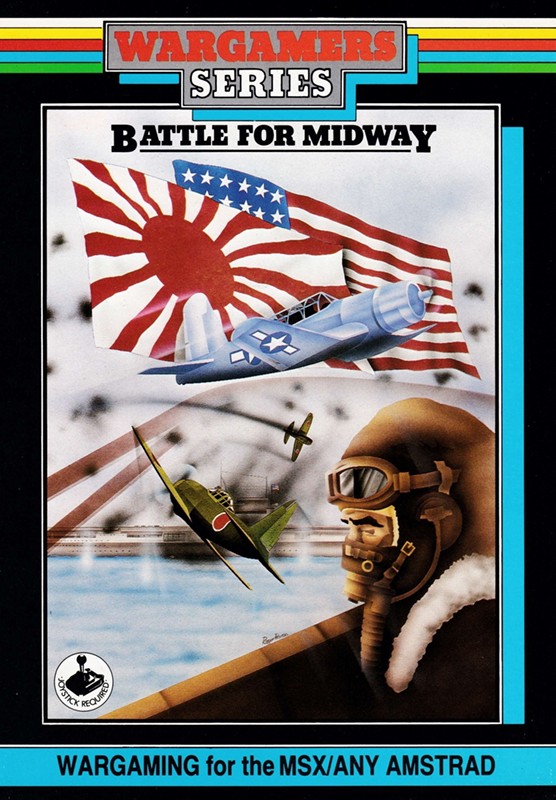 WARGAMERS
SERIES
BATTLE FOR MIDWAY
JOYSTICK REQUIRED
WARGAMING for the MSX/ANY AMSTRAD